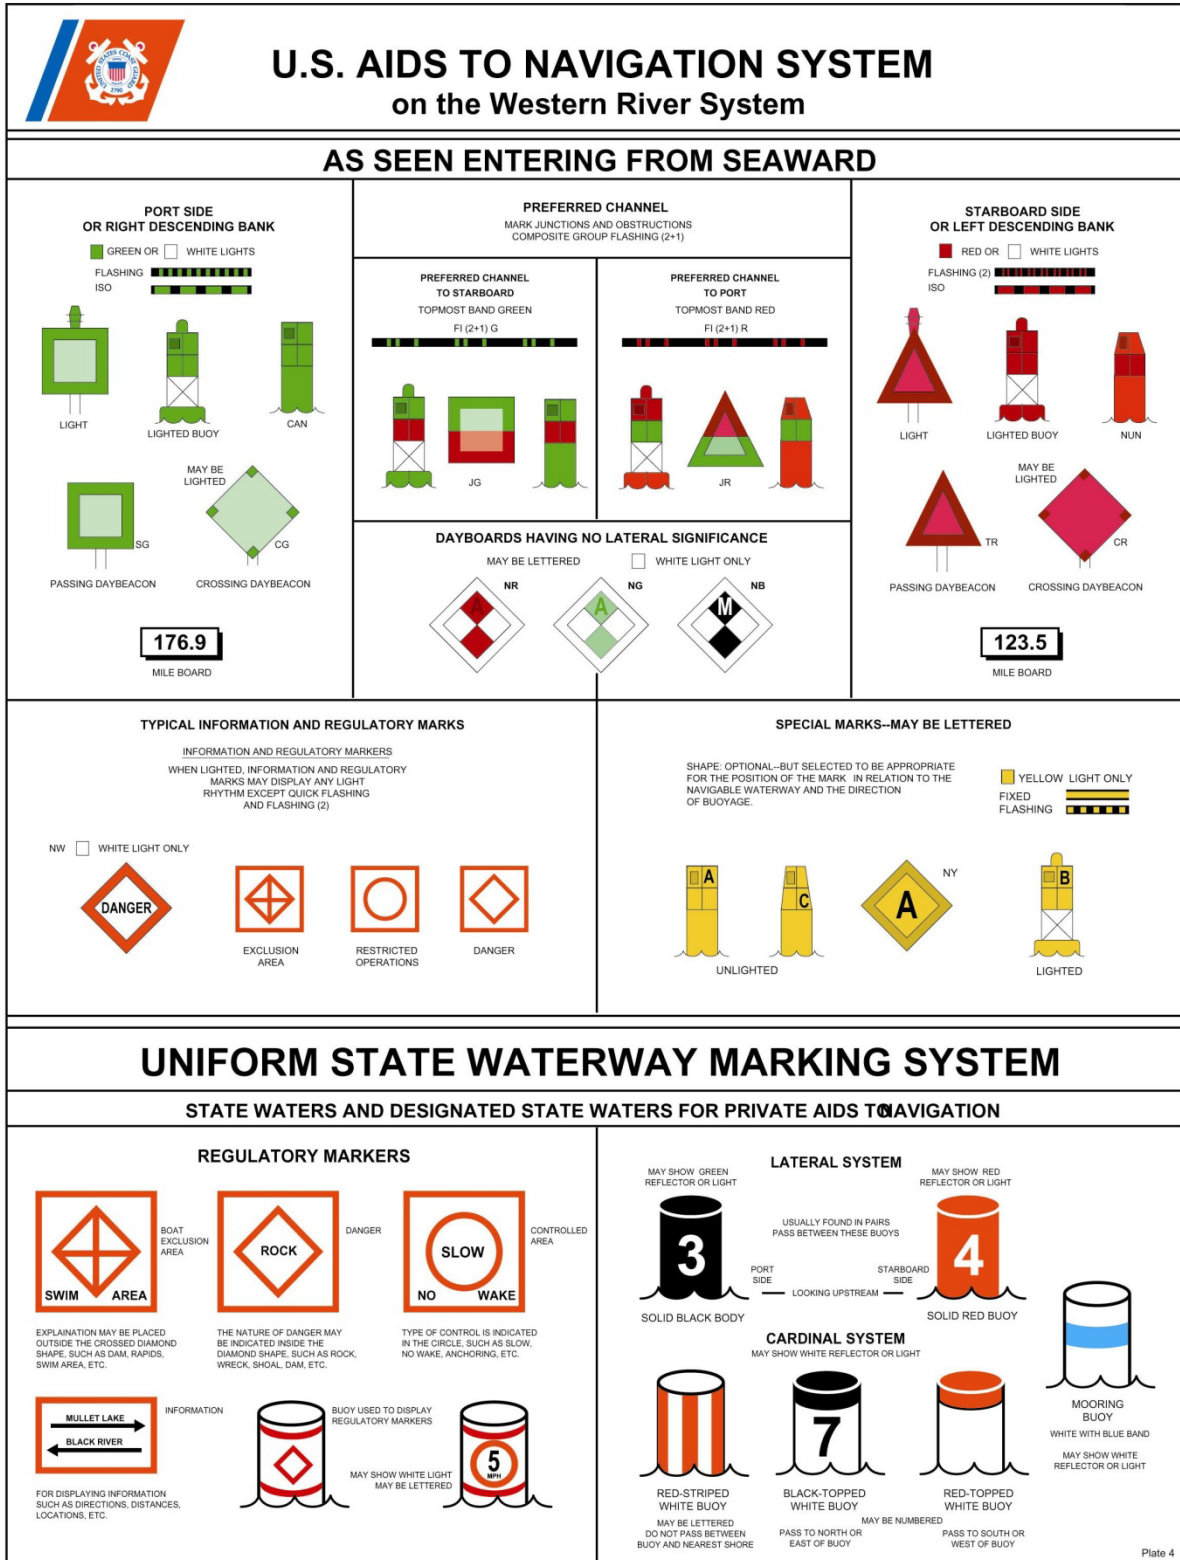 U.S. AIDS TO NAVIGATION SYSTEM
on the Western River System
UNITED STATES COAST GUARD
1790
AS SEEN ENTERING FROM SEAWARD
PORT SIDE
OR RIGHT DESCENDING BANK
GREEN OR WHITE LIGHTS
FLASHING
ISO
LIGHT
LIGHTED BUOY
CAN
MAY BE
LIGHTED
SG
CG
PASSING DAYBEACON
CROSSING DAYBEACON
176.9
MILE BOARD
PREFERRED CHANNEL
MARK JUNCTIONS AND OBSTRUCTIONS
COMPOSITE GROUP FLASHING (2+1)
PREFERRED CHANNEL
TO STARBOARD
TOPMOST BAND GREEN
FI (2+1) G
JG
PREFERRED CHANNEL
TO PORT
TOPMOST BAND RED
FI (2+1) R
JR
DAYBOARDS HAVING NO LATERAL SIGNIFICANCE
MAY BE LETTERED WHITE LIGHT ONLY
A
NR
A
NG
M
NB
STARBOARD SIDE
OR LEFT DESCENDING BANK
RED OR WHITE LIGHTS
FLASHING (2)
ISO
LIGHT
LIGHTED BUOY
NUN
MAY BE
LIGHTED
TR
CR
PASSING DAYBEACON
CROSSING DAYBEACON
123.5
MILE BOARD
TYPICAL INFORMATION AND REGULATORY MARKS
INFORMATION AND REGULATORY MARKERS
WHEN LIGHTED, INFORMATION AND REGULATORY
MARKS MAY DISPLAY ANY LIGHT
RHYTHM EXCEPT QUICK FLASHING
AND FLASHING (2)
NW WHITE LIGHT ONLY
DANGER
EXCLUSION
AREA
RESTRICTED
OPERATIONS
DANGER
SPECIAL MARKS--MAY BE LETTERED
SHAPE: OPTIONAL--BUT SELECTED TO BE APPROPRIATE
FOR THE POSITION OF THE MARK IN RELATION TO THE
NAVIGABLE WATERWAY AND THE DIRECTION
OF BUOYAGE.
YELLOW LIGHT ONLY
FIXED
FLASHING
A
C
A
NY
B
UNLIGHTED
LIGHTED
UNIFORM STATE WATERWAY MARKING SYSTEM
STATE WATERS AND DESIGNATED STATE WATERS FOR PRIVATE AIDS TO NAVIGATION
REGULATORY MARKERS
SWIM AREA
BOAT
EXCLUSION
AREA
EXPLAINATION MAY BE PLACED
OUTSIDE THE CROSSED DIAMOND
SHAPE, SUCH AS DAM, RAPIDS,
SWIM AREA, ETC.
ROCK
DANGER
THE NATURE OF DANGER MAY
BE INDICATED INSIDE THE
DIAMOND SHAPE, SUCH AS ROCK,
WRECK, SHOAL, DAM, ETC.
SLOW
NO WAKE
CONTROLLED
AREA
TYPE OF CONTROL IS INDICATED
IN THE CIRCLE, SUCH AS SLOW,
NO WAKE, ANCHORING, ETC.
MULLET LAKE
BLACK RIVER
INFORMATION
FOR DISPLAYING INFORMATION
SUCH AS DIRECTIONS, DISTANCES,
LOCATIONS, ETC.
BUOY USED TO DISPLAY
REGULATORY MARKERS
MAY SHOW WHITE LIGHT
MAY BE LETTERED
5
MPH
LATERAL SYSTEM
MAY SHOW GREEN
REFLECTOR OR LIGHT
3
SOLID BLACK BODY
USUALLY FOUND IN PAIRS
PASS BETWEEN THESE BUOYS
PORT
SIDE
LOOKING UPSTREAM
STARBOARD
SIDE
MAY SHOW RED
REFLECTOR OR LIGHT
4
SOLID RED BUOY
CARDINAL SYSTEM
MAY SHOW WHITE REFLECTOR OR LIGHT
RED-STRIPED
WHITE BUOY
MAY BE LETTERED
DO NOT PASS BETWEEN
BUOY AND NEAREST SHORE
7
BLACK-TOPPED
WHITE BUOY
MAY BE NUMBERED
PASS TO NORTH OR
EAST OF BUOY
RED-TOPPED
WHITE BUOY
PASS TO SOUTH OR
WEST OF BUOY
MOORING
BUOY
WHITE WITH BLUE BAND
MAY SHOW WHITE
REFLECTOR OR LIGHT
Plate 4